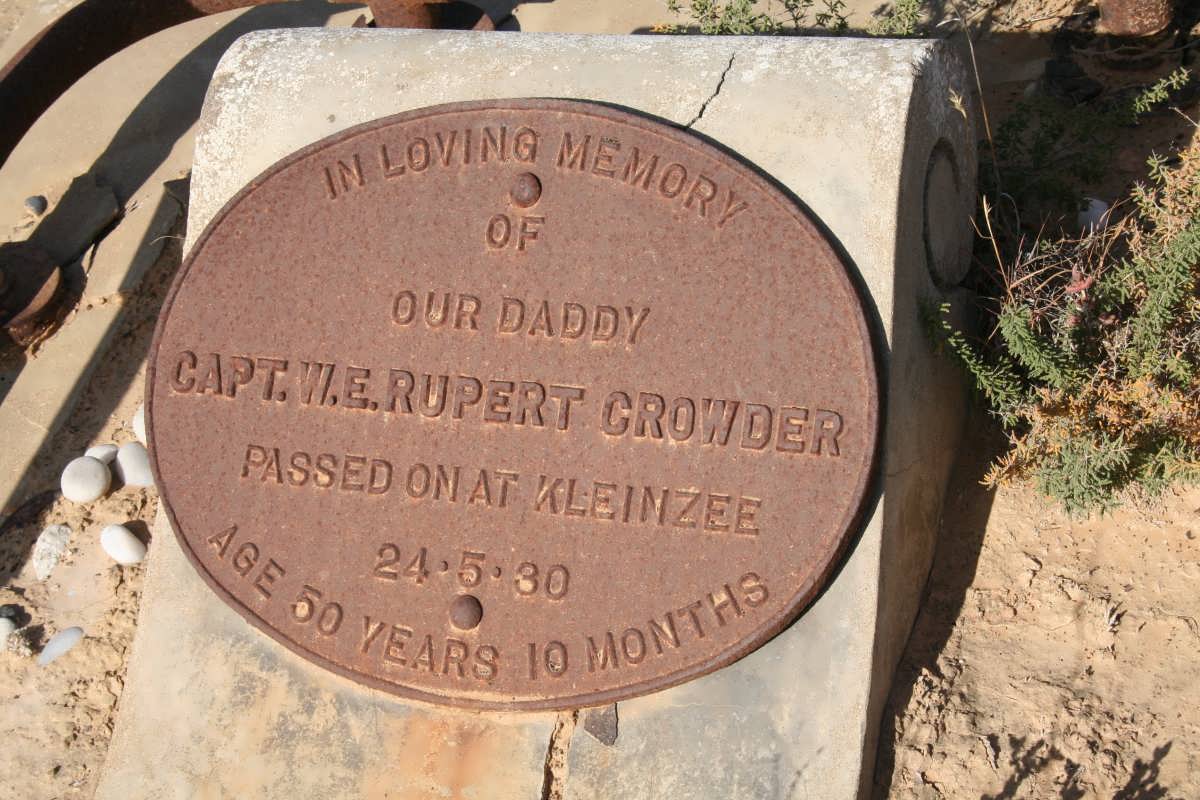 IN LOVING MEMORY
OF
OUR DADDY
CAPT. W.E. RUPERT CROWDER
PASSED ON AT KLEINZEE
24·5·30
AGE 50 YEARS 10 MONTHS